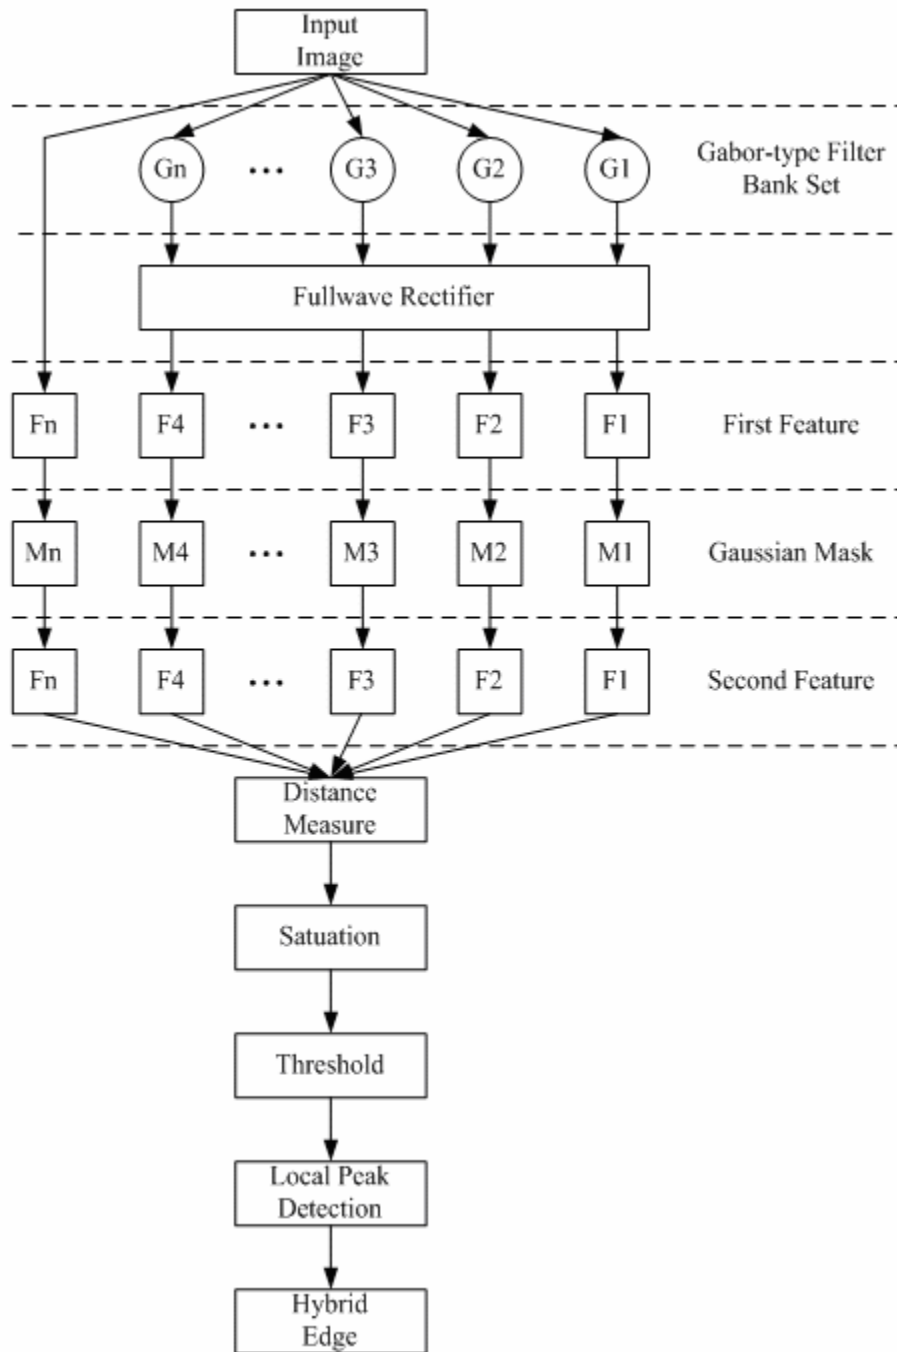 Input
Image
Gn ... G3 G2 G1
Gabor-type Filter
Bank Set
Fullwave Rectifier
Fn F4 ... F3 F2 F1 First Feature
Mn M4 ... M3 M2 M1 Gaussian Mask
Fn F4 ... F3 F2 F1 Second Feature
Distance
Measure
Satuation
Threshold
Local Peak
Detection
Hybrid
Edge